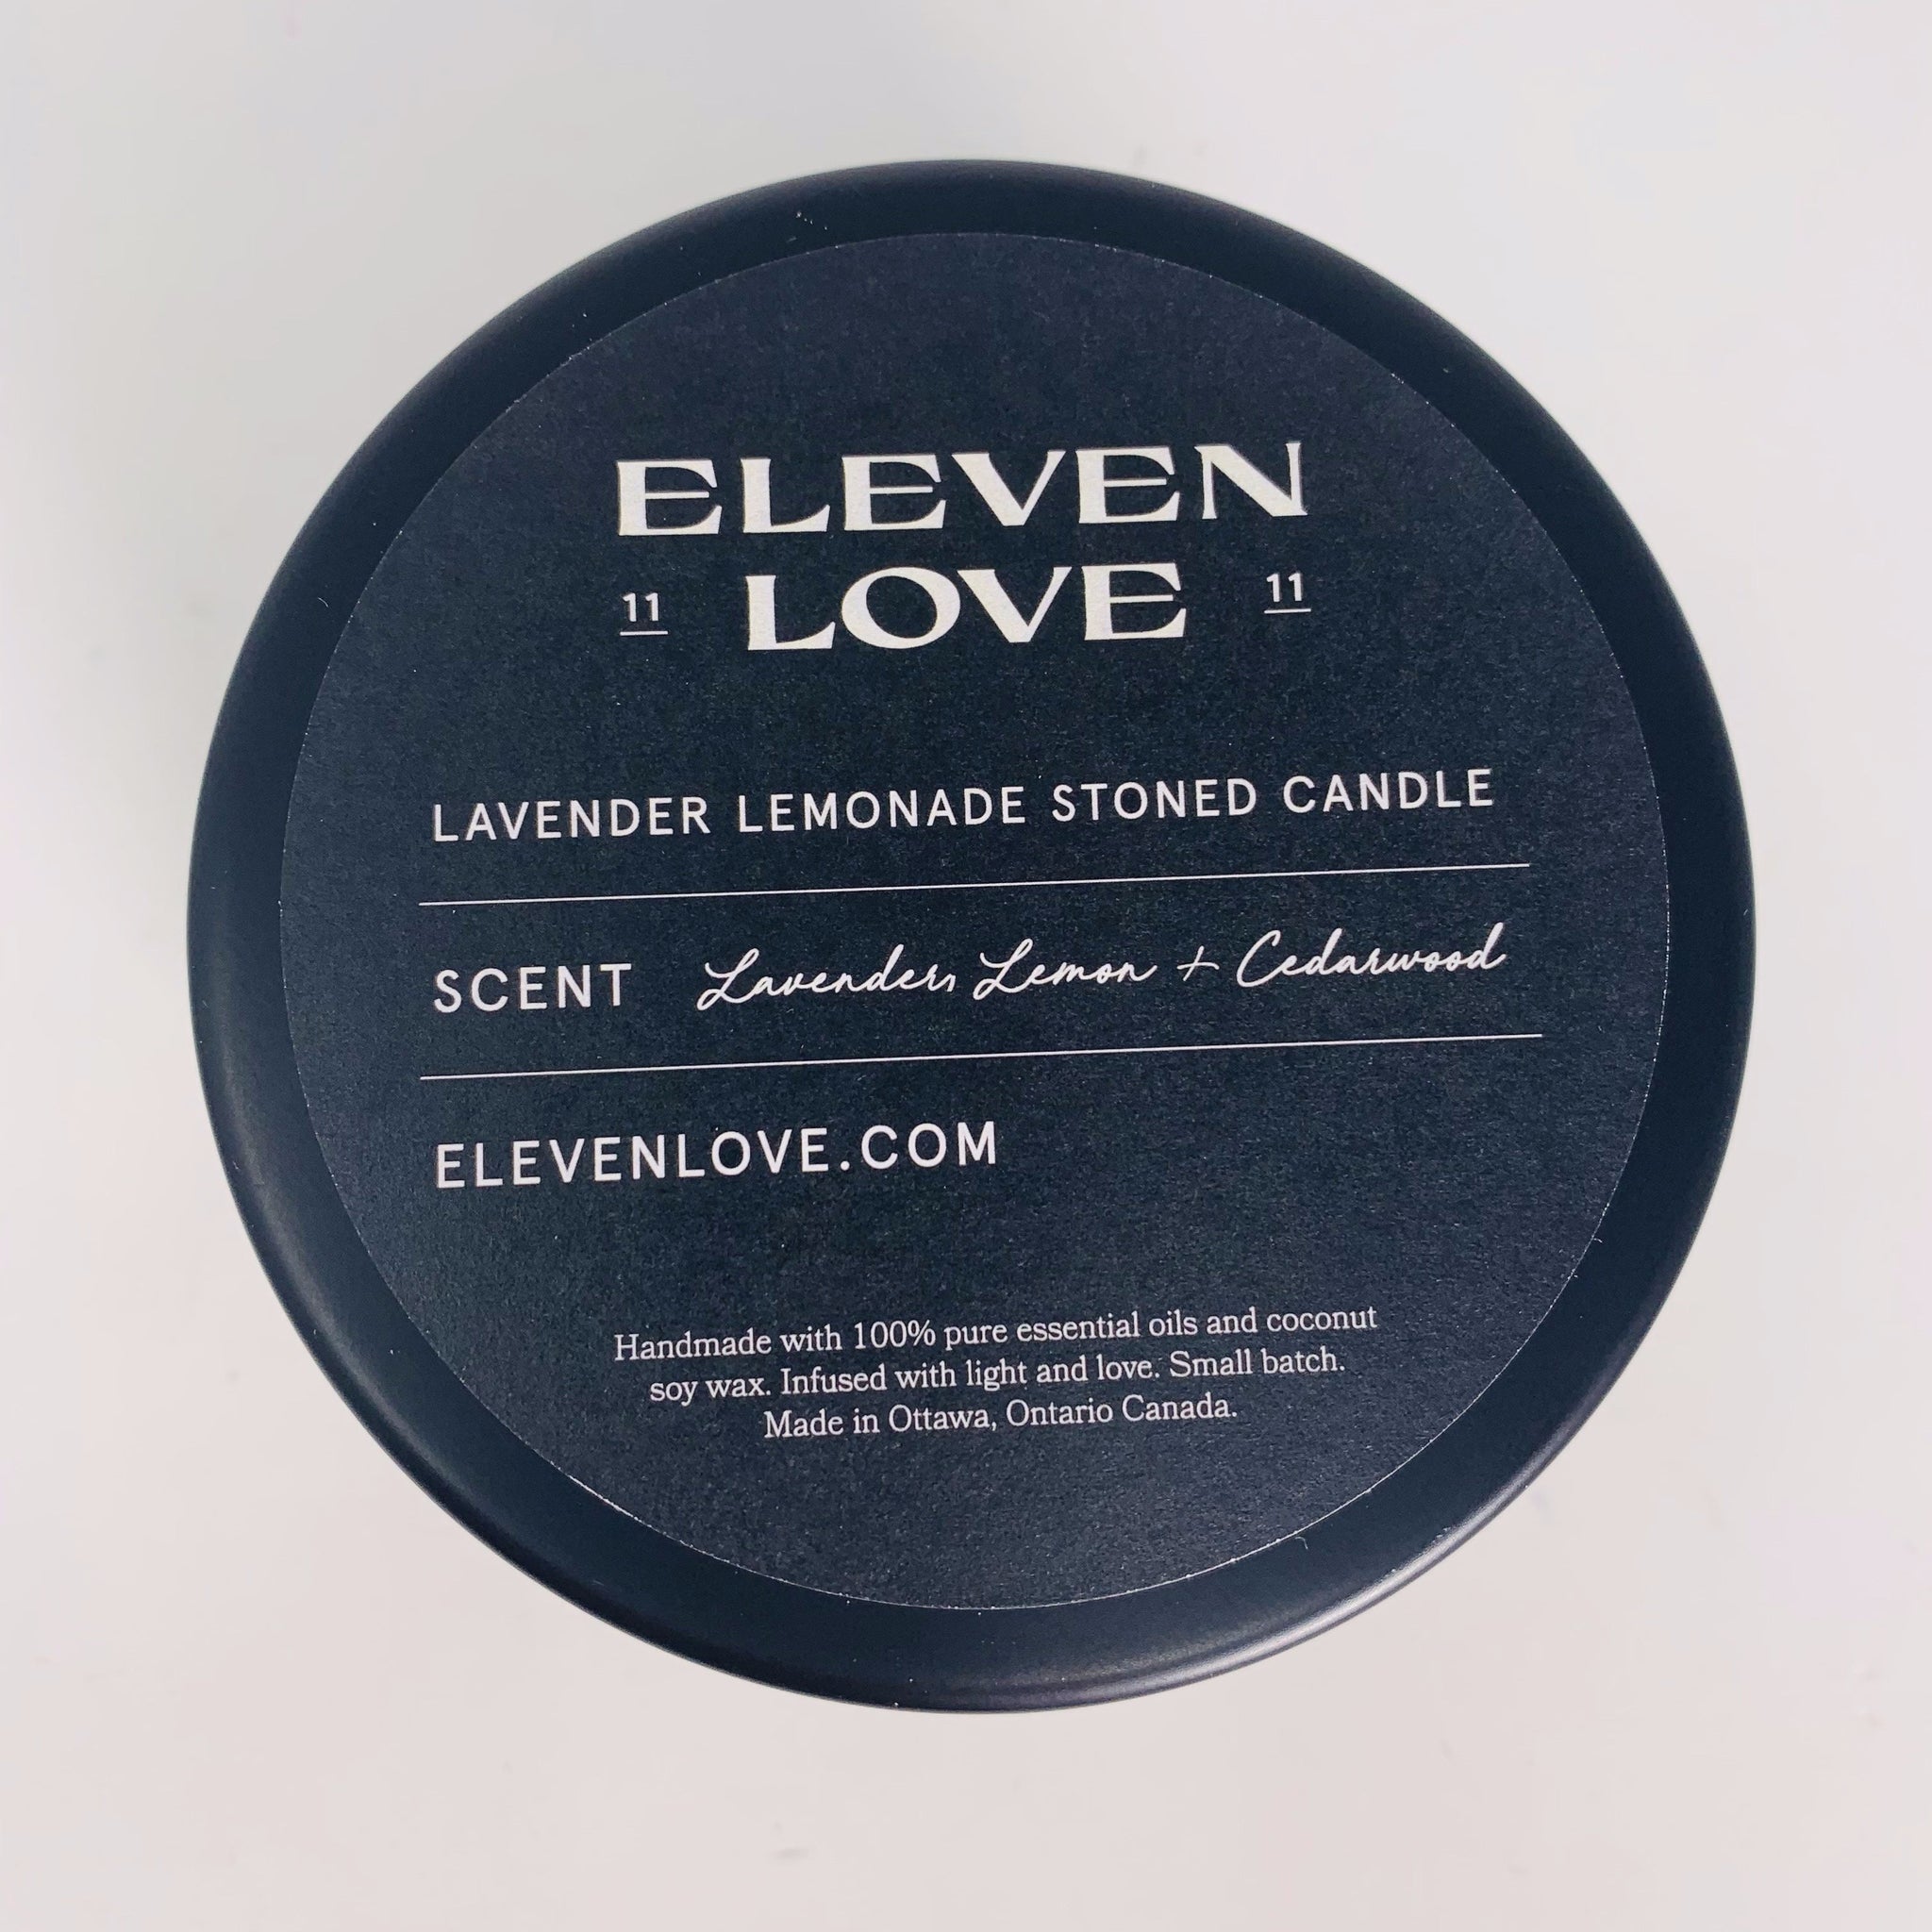 ELEVEN
11 LOVE 11
LAVENDER LEMONADE STONED CANDLE
SCENT Lavender, Lemon + Cedarwood
ELEVENLOVE.COM
Handmade with 100% pure essential oils and coconut
soy wax. Infused with light and love. Small batch.
Made in Ottawa, Ontario Canada.